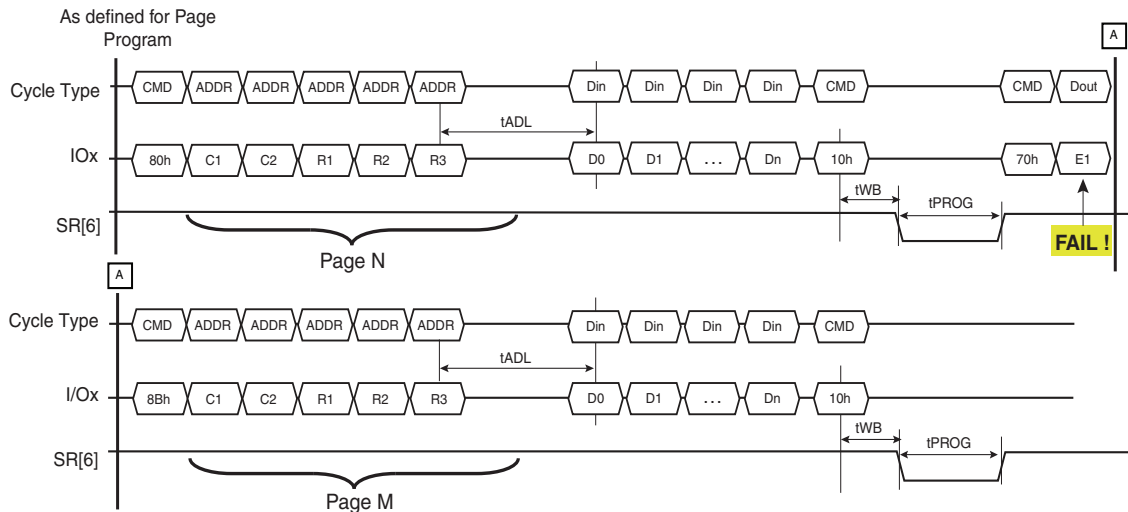 As defined for Page
Program
A
Cycle Type
CMD ADDR ADDR ADDR ADDR ADDR Din Din Din Din CMD CMD Dout
tADL
IOx
80h C1 C2 R1 R2 R3 D0 D1 ... Dn 10h 70h E1
tWB tPROG
SR[6]
FAIL !
Page N
A
Cycle Type
CMD ADDR ADDR ADDR ADDR ADDR Din Din Din Din CMD
tADL
I/Ox
8Bh C1 C2 R1 R2 R3 D0 D1 ... Dn 10h
tWB tPROG
SR[6]
Page M